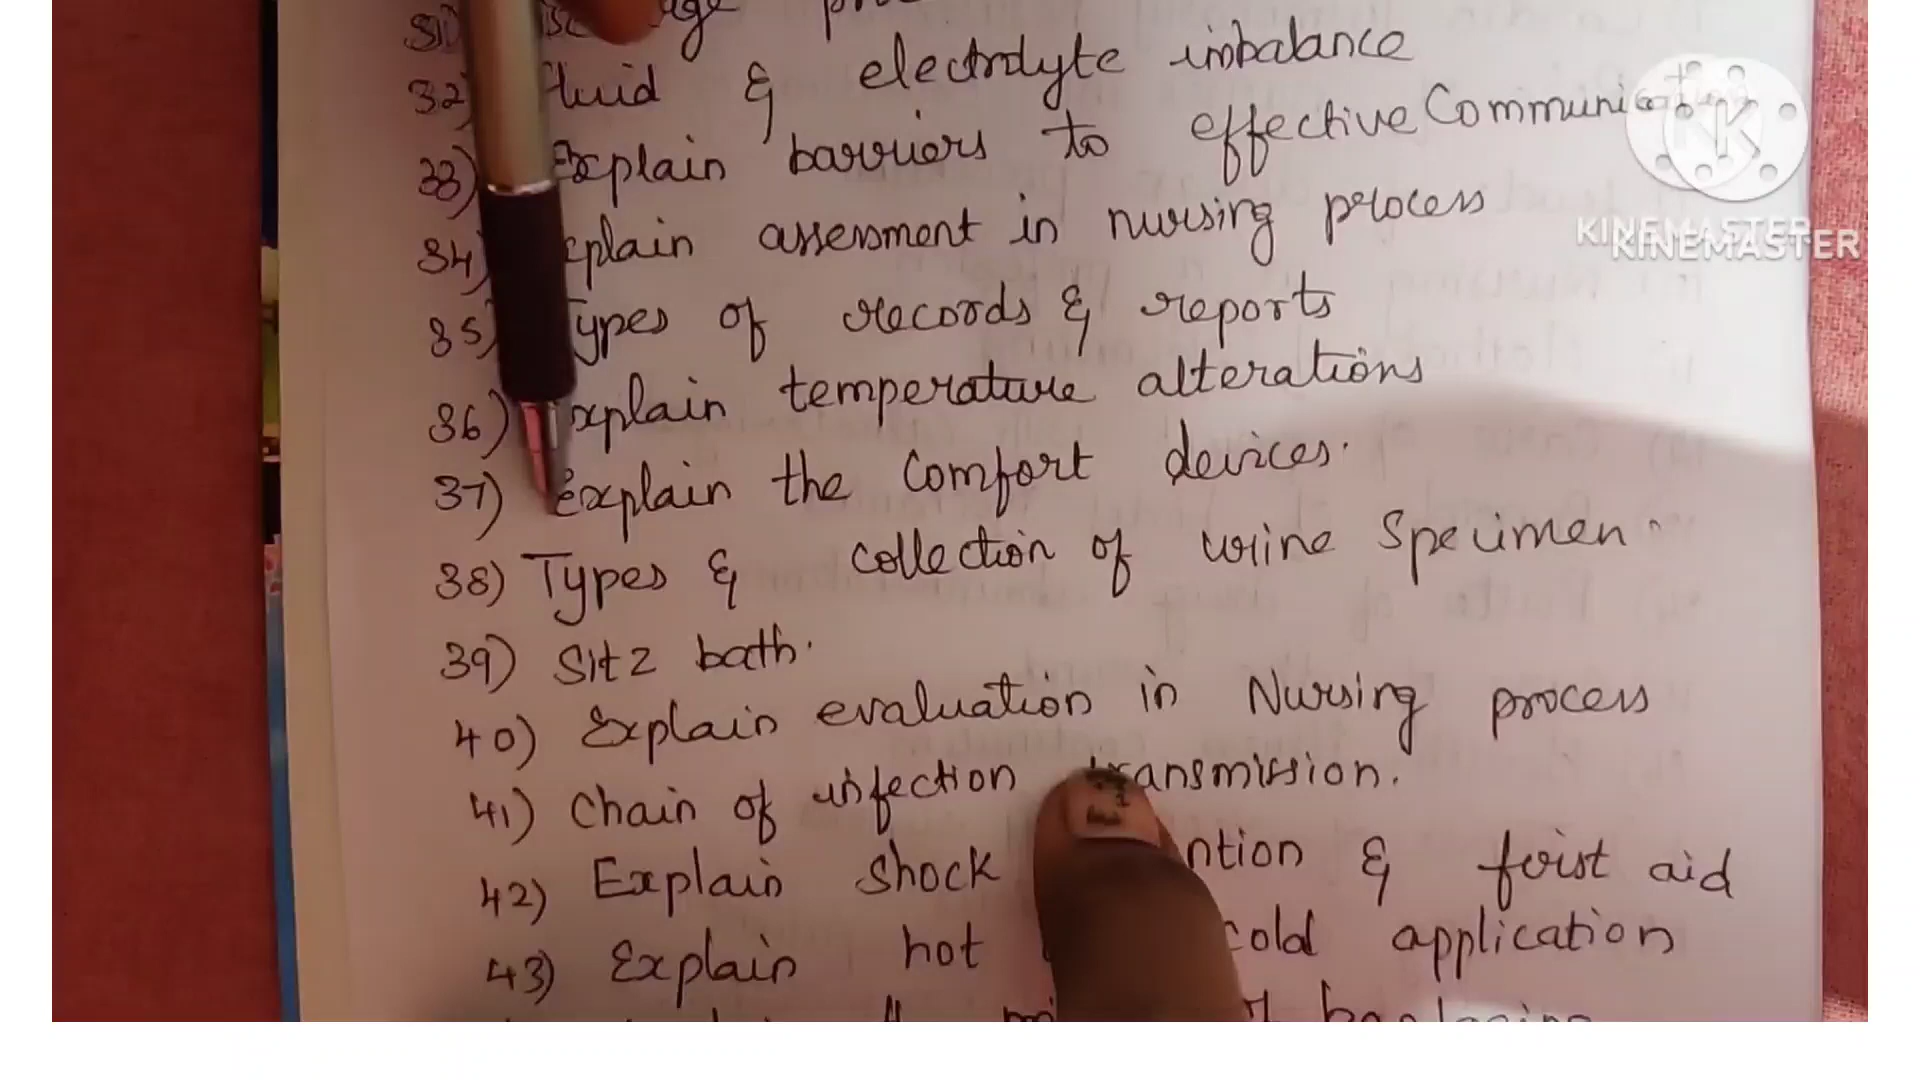 31)
32) Fluid & electrolyte imbalance
33) Explain barriers to effective Communication
34) Explain assessment in nursing process
35) Types of records & reports
36) Explain temperature alterations
37) Explain the Comfort devices.
38) Types & collection of urine Specimen.
39) Sitz bath.
40) Explain evaluation in Nursing process
41) Chain of infection transmission.
42) Explain shock ntion & first aid
43) Explain hot cold application
KINEMASTER
KINEMASTER